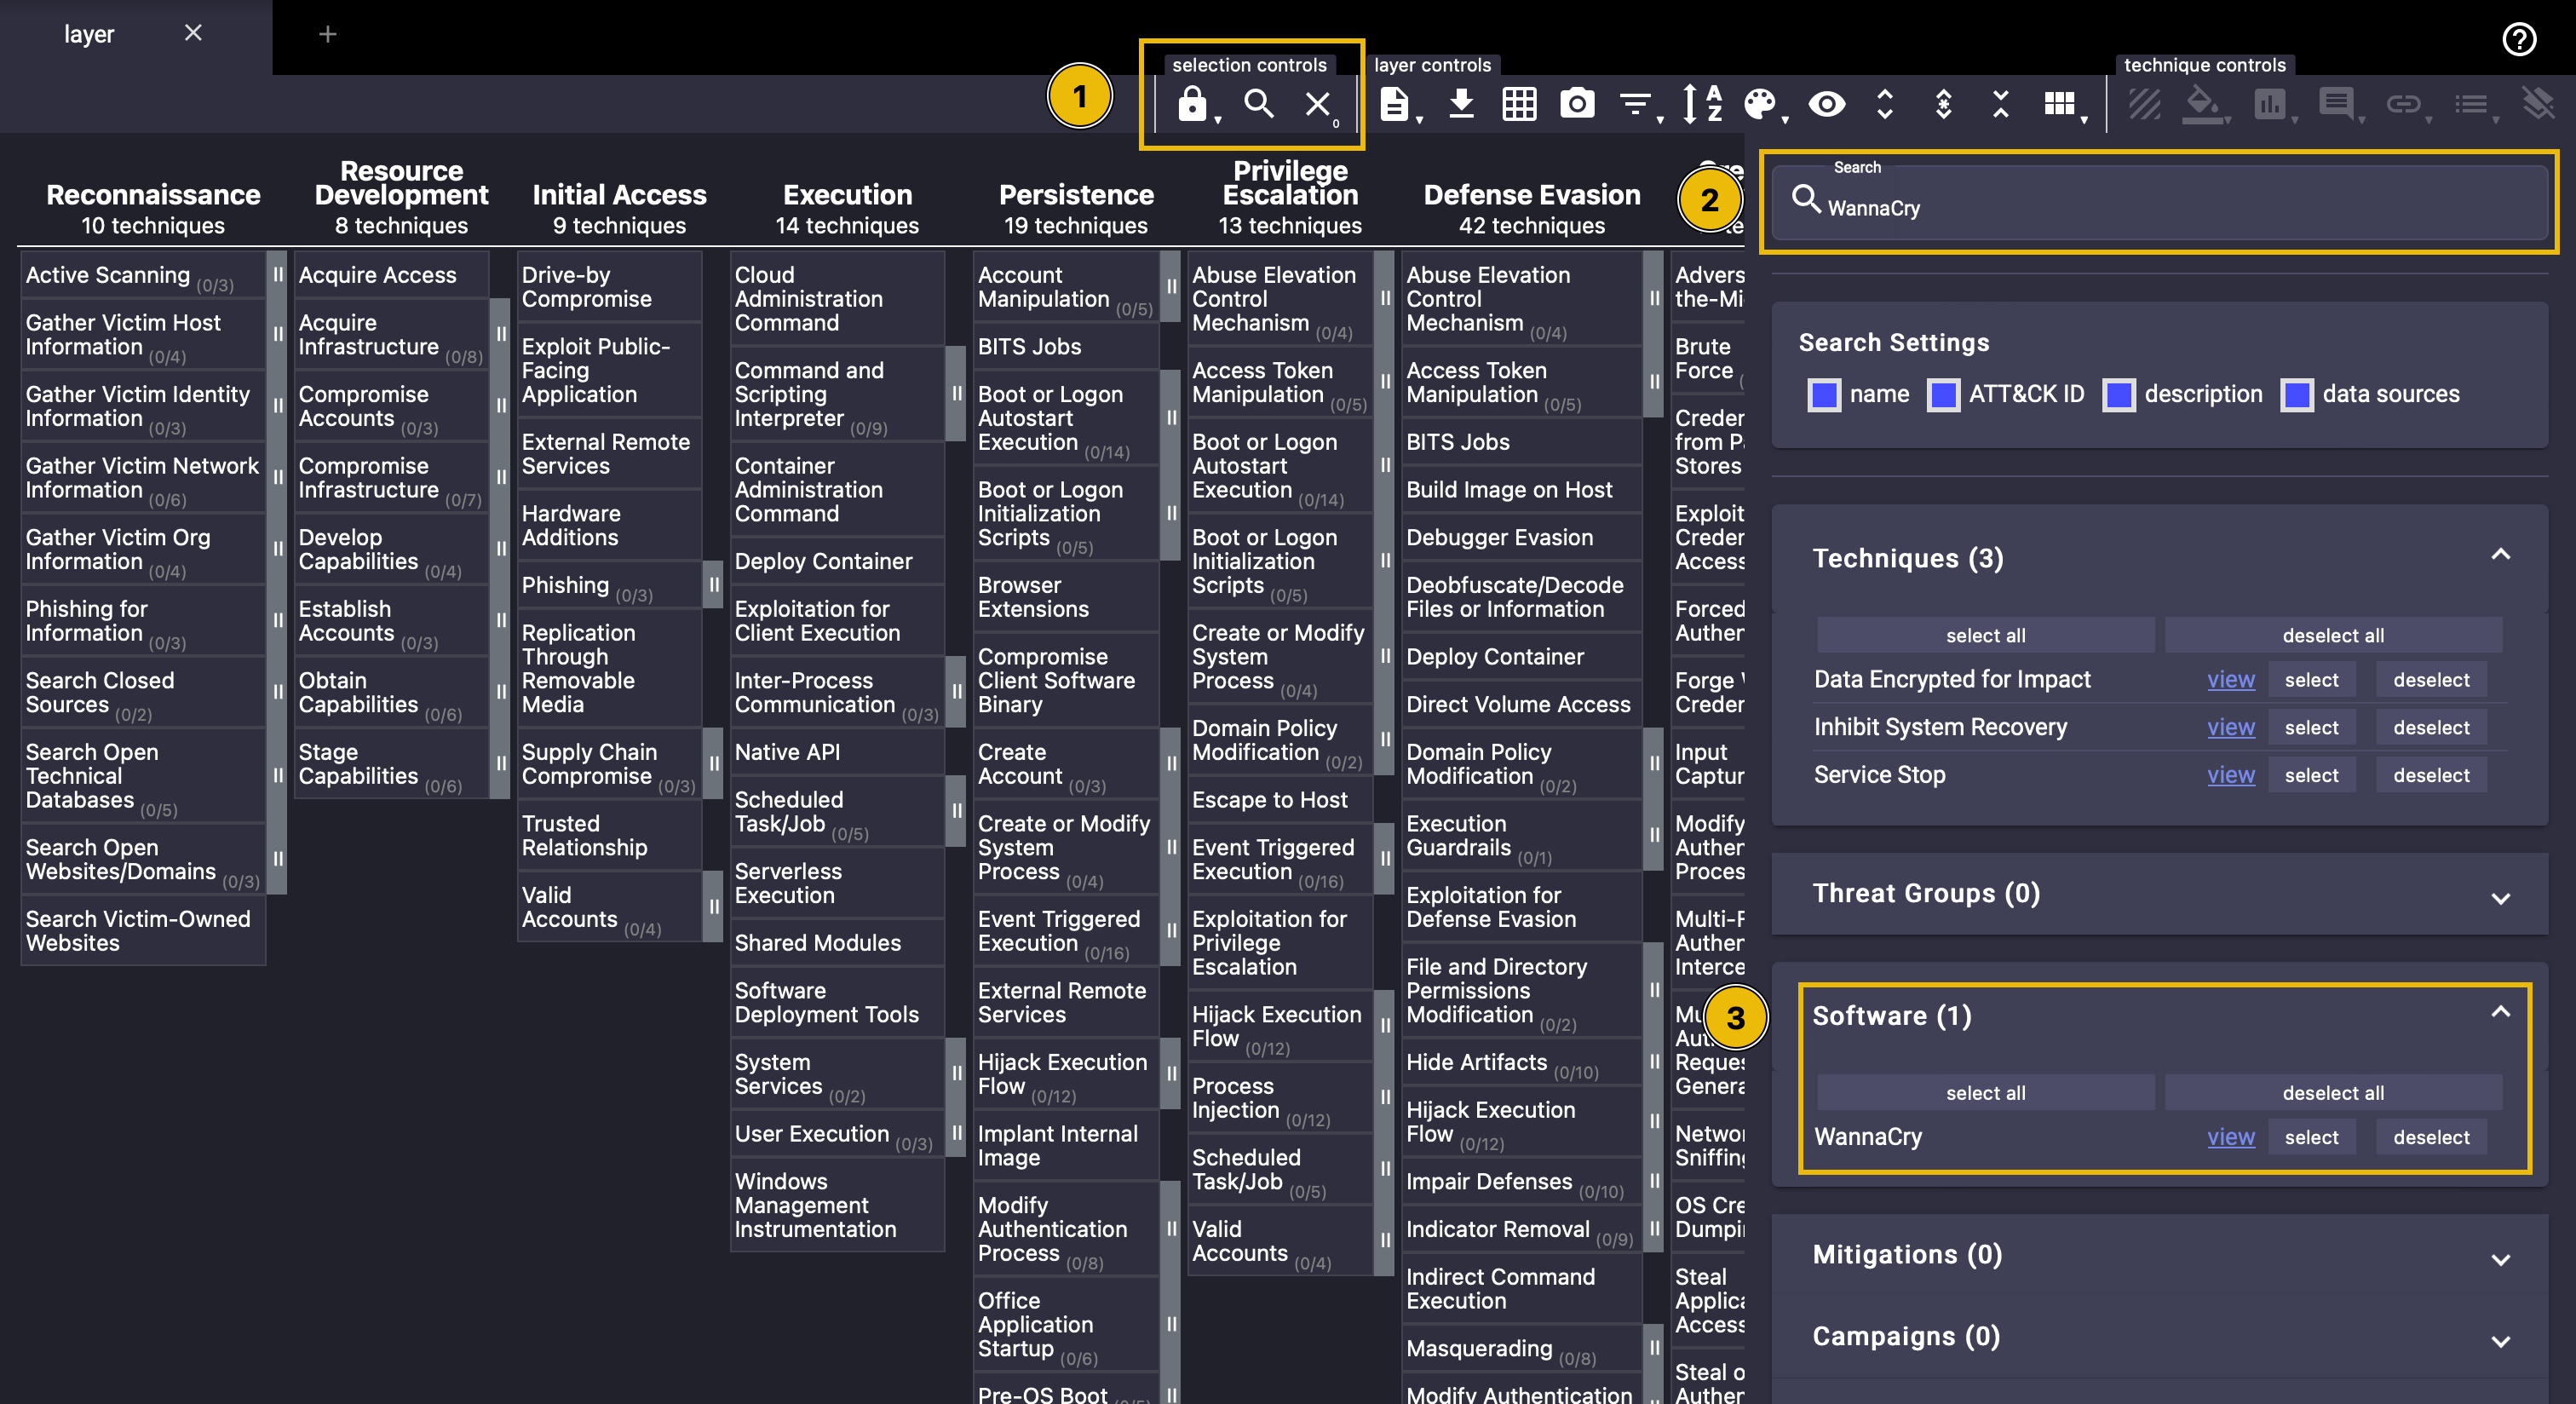 layer
selection controls
layer controls
technique controls
1
0
A
Z
Reconnaissance
10 techniques
Active Scanning (0/3)
Gather Victim Host
Information (0/4)
Gather Victim Identity
Information (0/3)
Gather Victim Network
Information (0/6)
Gather Victim Org
Information (0/4)
Phishing for
Information (0/3)
Search Closed
Sources (0/2)
Search Open
Technical
Databases (0/5)
Search Open
Websites/Domains (0/3)
Search Victim-Owned
Websites
Resource
Development
8 techniques
Acquire Access
Acquire
Infrastructure (0/8)
Compromise
Accounts (0/3)
Compromise
Infrastructure (0/7)
Develop
Capabilities (0/4)
Establish
Accounts (0/3)
Obtain
Capabilities (0/6)
Stage
Capabilities (0/6)
Initial Access
9 techniques
Drive-by
Compromise
Exploit Public-
Facing
Application
External Remote
Services
Hardware
Additions
Phishing (0/3)
Replication
Through
Removable
Media
Supply Chain
Compromise (0/3)
Trusted
Relationship
Valid
Accounts (0/4)
Execution
14 techniques
Cloud
Administration
Command
Command and
Scripting
Interpreter (0/9)
Container
Administration
Command
Deploy Container
Exploitation for
Client Execution
Inter-Process
Communication (0/3)
Native API
Scheduled
Task/Job (0/5)
Serverless
Execution
Shared Modules
Software
Deployment Tools
System
Services (0/2)
User Execution (0/3)
Windows
Management
Instrumentation
Persistence
19 techniques
Account
Manipulation (0/5)
BITS Jobs
Boot or Logon
Autostart
Execution (0/14)
Boot or Logon
Initialization
Scripts (0/5)
Browser
Extensions
Compromise
Client Software
Binary
Create
Account (0/3)
Create or Modify
System
Process (0/4)
Event Triggered
Execution (0/16)
External Remote
Services
Hijack Execution
Flow (0/12)
Implant Internal
Image
Modify
Authentication
Process (0/8)
Office
Application
Startup (0/6)
Pre-OS Boot
Privilege
Escalation
13 techniques
Abuse Elevation
Control
Mechanism (0/4)
Access Token
Manipulation (0/5)
Boot or Logon
Autostart
Execution (0/14)
Boot or Logon
Initialization
Scripts (0/5)
Create or Modify
System
Process (0/4)
Domain Policy
Modification (0/2)
Escape to Host
Event Triggered
Execution (0/16)
Exploitation for
Privilege
Escalation
Hijack Execution
Flow (0/12)
Process
Injection (0/12)
Scheduled
Task/Job (0/5)
Valid
Accounts (0/4)
Defense Evasion
42 techniques
Abuse Elevation
Control
Mechanism (0/4)
Access Token
Manipulation (0/5)
BITS Jobs
Build Image on Host
Debugger Evasion
Deobfuscate/Decode
Files or Information
Deploy Container
Direct Volume Access
Domain Policy
Modification (0/2)
Execution
Guardrails (0/1)
Exploitation for
Defense Evasion
File and Directory
Permissions
Modification (0/2)
Hide Artifacts (0/10)
Hijack Execution
Flow (0/12)
Impair Defenses (0/10)
Indicator Removal (0/9)
Indirect Command
Execution
Masquerading (0/8)
Modify Authentication
Advers
the-Mi
Brute
Force
Creder
from P
Stores
Exploit
Creder
Access
Forced
Auther
Forge
Creder
Input
Captur
Modify
Auther
Proces
Multi-F
Auther
Interce
Mu
Aut
Reques
Genera
Networ
Sniffing
OS Cre
Dumpi
Steal
Applica
Access
Steal o
Auther
2
Search
WannaCry
Search Settings
name ATT&CK ID description data sources
Techniques (3)
select all deselect all
Data Encrypted for Impact view select deselect
Inhibit System Recovery view select deselect
Service Stop view select deselect
Threat Groups (0)
3
Software (1)
select all deselect all
WannaCry view select deselect
Mitigations (0)
Campaigns (0)